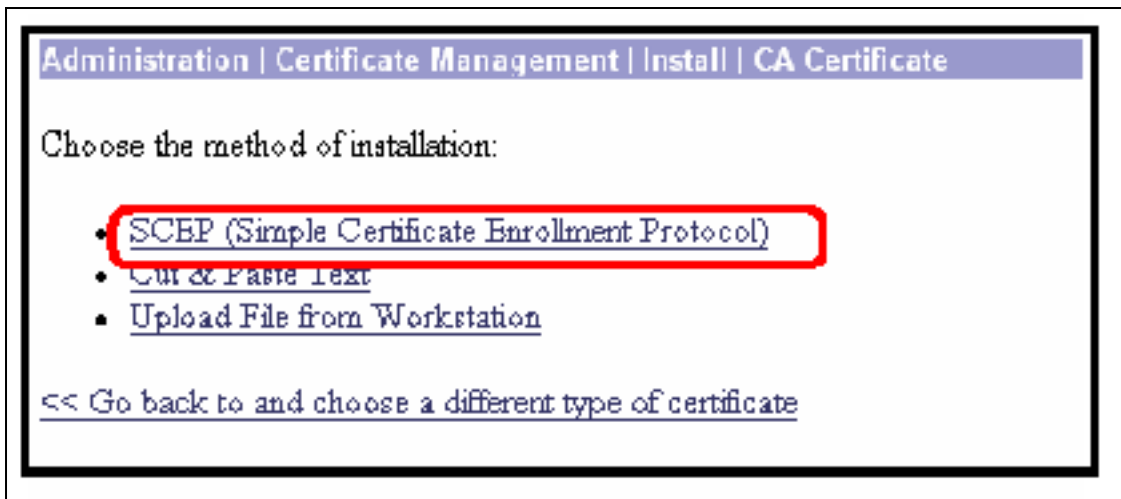 Administration | Certificate Management | Install | CA Certificate
Choose the method of installation:
• SCEP (Simple Certificate Enrollment Protocol)
• Cut & Paste Text
• Upload File from Workstation
<< Go back to and choose a different type of certificate